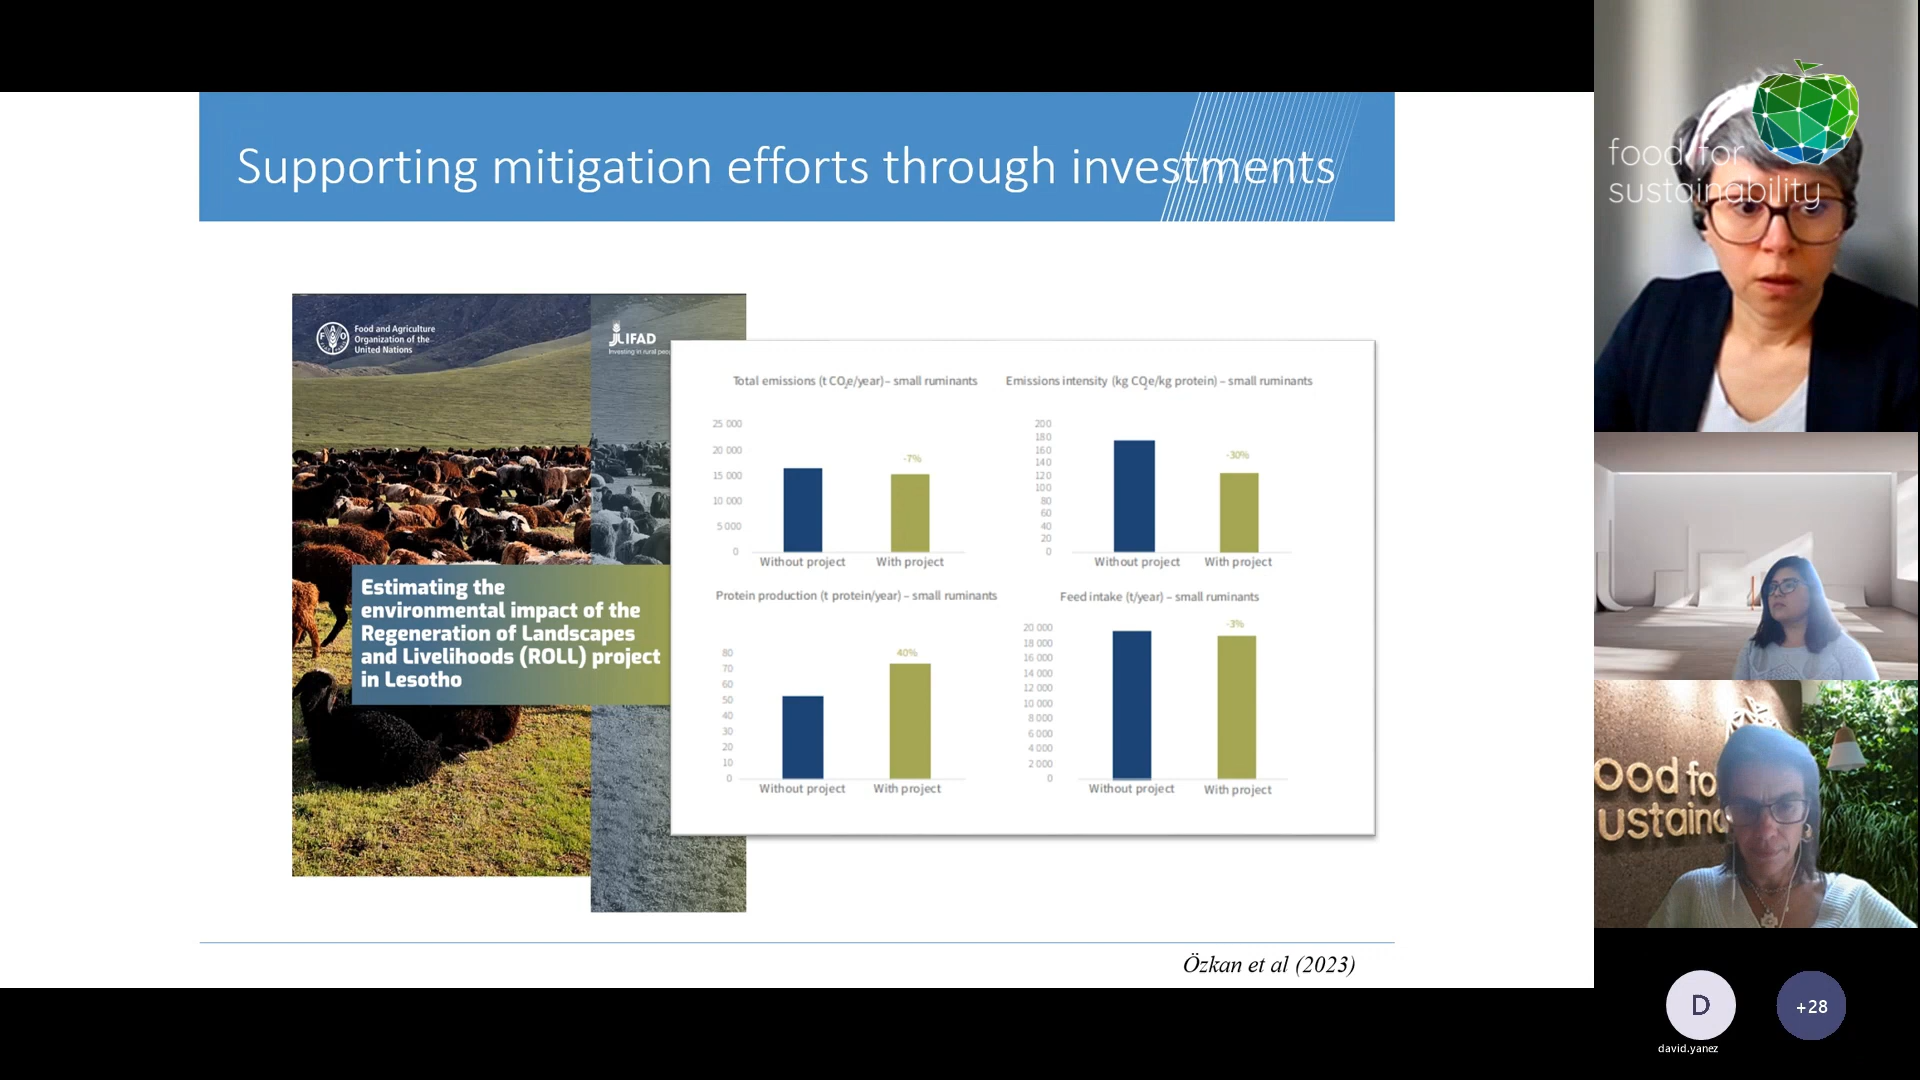 Supporting mitigation efforts through investments
Food and Agriculture
Organization of the
United Nations
IFAD
Estimating the
environmental impact of the
Regeneration of Landscapes
and Livelihoods (ROLL) project
in Lesotho
Total emissions (t CO₂e/year) – small ruminants
25 000
20 000
15 000
10 000
5 000
0
-7%
Without project
With project
Emissions intensity (kg CO₂e/kg protein) – small ruminants
200
180
160
140
120
100
80
60
40
20
0
-30%
Without project
With project
Protein production (t protein/year) – small ruminants
80
70
60
50
40
30
20
10
0
40%
Without project
With project
Feed intake (t/year) – small ruminants
20 000
18 000
16 000
14 000
12 000
10 000
8 000
6 000
4 000
2 000
0
-3%
Without project
With project
Özkan et al (2023)
food for
sustainability
D
david.yanez
+28